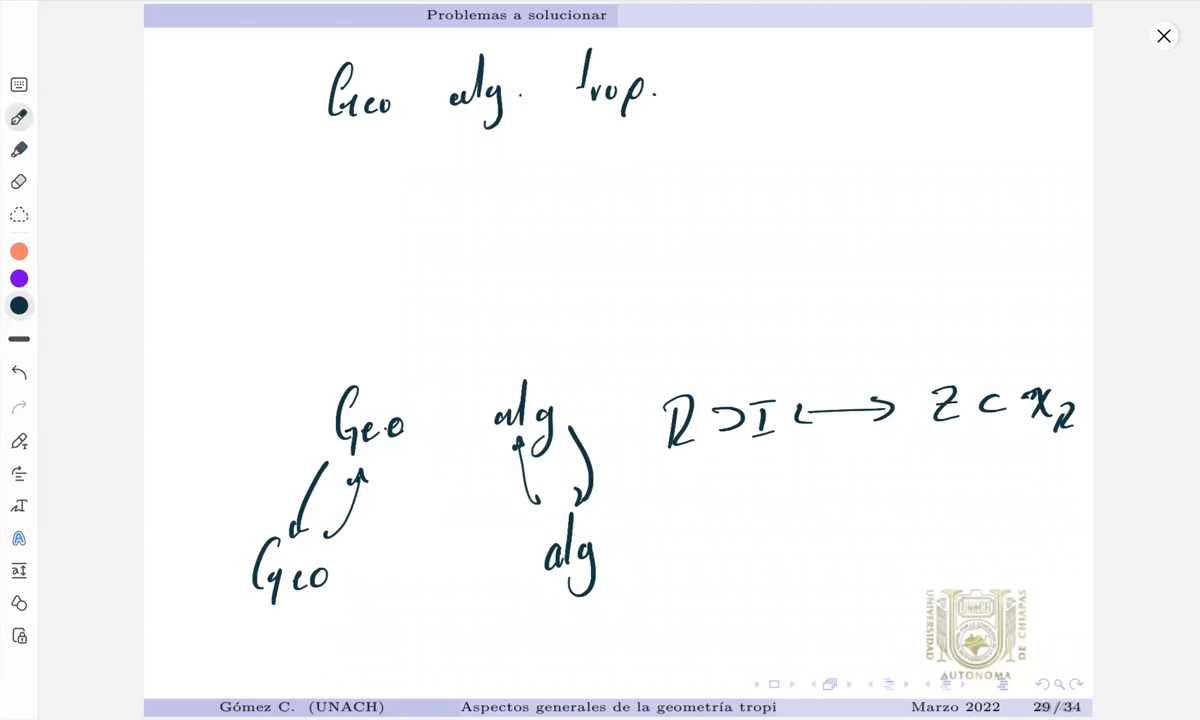 Problemas a solucionar
Geo alg. trop.
Geo alg R ⊃ I ⟷ Z ⊂ X_R
Geo alg
UNIVERSIDAD
UNACH
DE CHIAPAS
AUTONOMA
Gómez C. (UNACH) Aspectos generales de la geometría tropi Marzo 2022 29/34